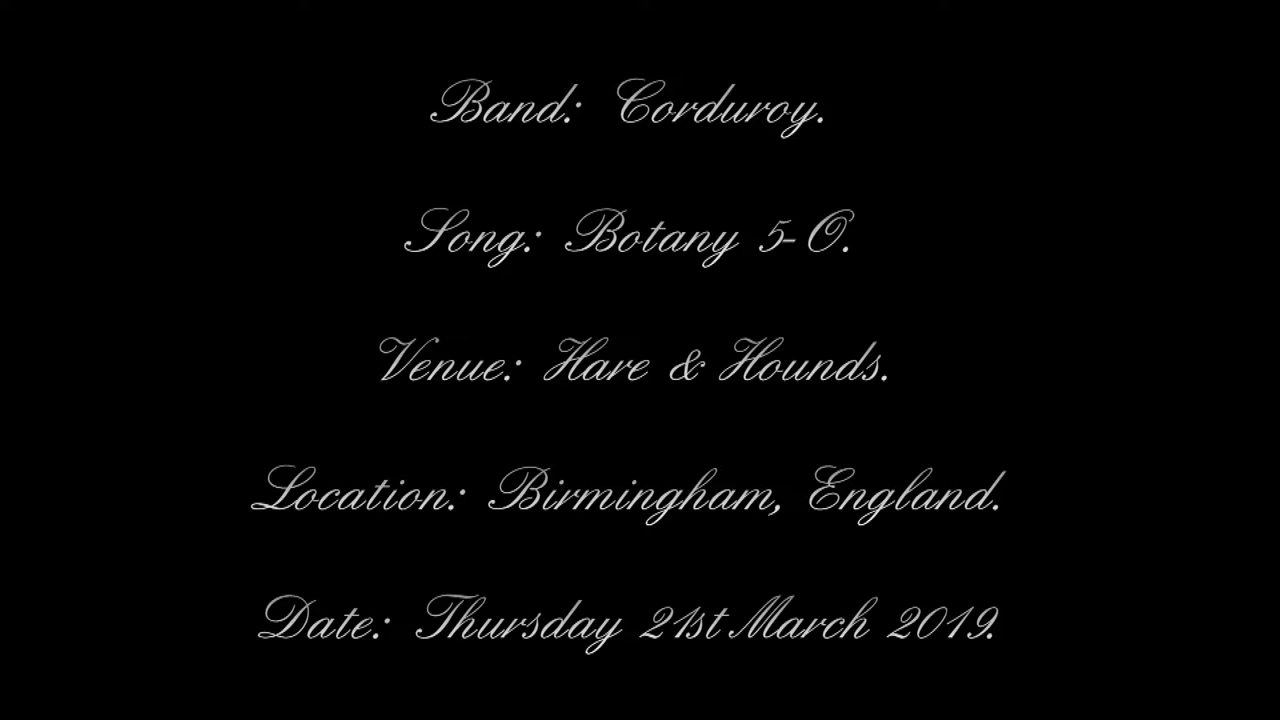 Band: Corduroy.
Song: Botany 5-O.
Venue: Hare & Hounds.
Location: Birmingham, England.
Date: Thursday 21st March 2019.